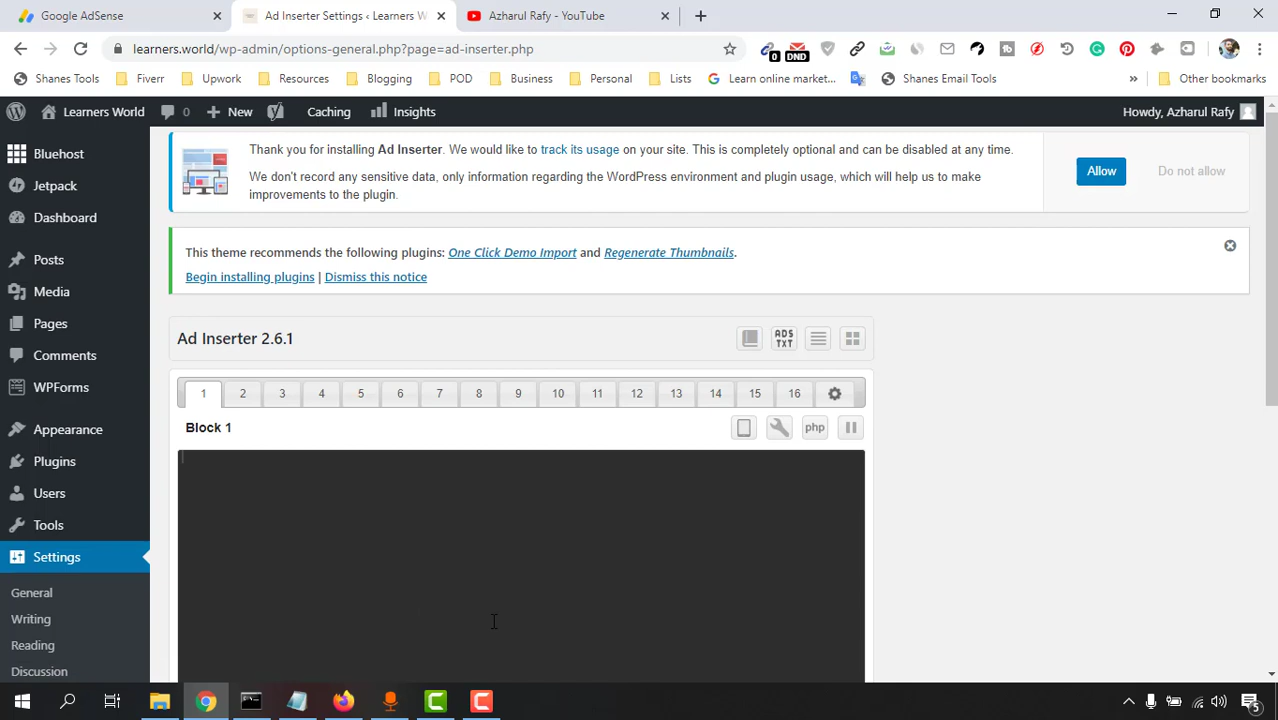 Google AdSense
Ad Inserter Settings ‹ Learners W
Azharul Rafy - YouTube
learners.world/wp-admin/options-general.php?page=ad-inserter.php
0
DND
Shanes Tools
Fiverr
Upwork
Resources
Blogging
POD
Business
Personal
Lists
Learn online market...
Shanes Email Tools
»
Other bookmarks
Learners World
0
New
Caching
Insights
Howdy, Azharul Rafy
Bluehost
Jetpack
Dashboard
Posts
Media
Pages
Comments
WPForms
Appearance
Plugins
Users
Tools
Settings
General
Writing
Reading
Discussion
Thank you for installing Ad Inserter. We would like to track its usage on your site. This is completely optional and can be disabled at any time.
We don't record any sensitive data, only information regarding the WordPress environment and plugin usage, which will help us to make
improvements to the plugin.
Allow
Do not allow
This theme recommends the following plugins: One Click Demo Import and Regenerate Thumbnails.
Begin installing plugins | Dismiss this notice
Ad Inserter 2.6.1
ADS
TXT
1 2 3 4 5 6 7 8 9 10 11 12 13 14 15 16
Block 1
php
5